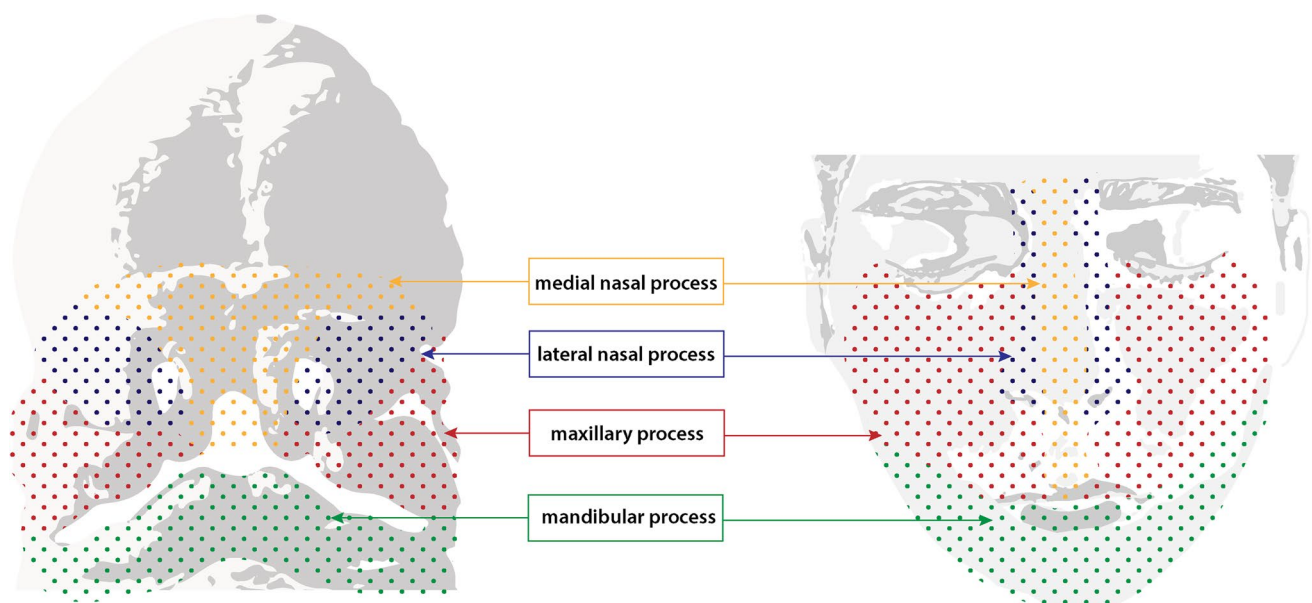 medial nasal process
lateral nasal process
maxillary process
mandibular process